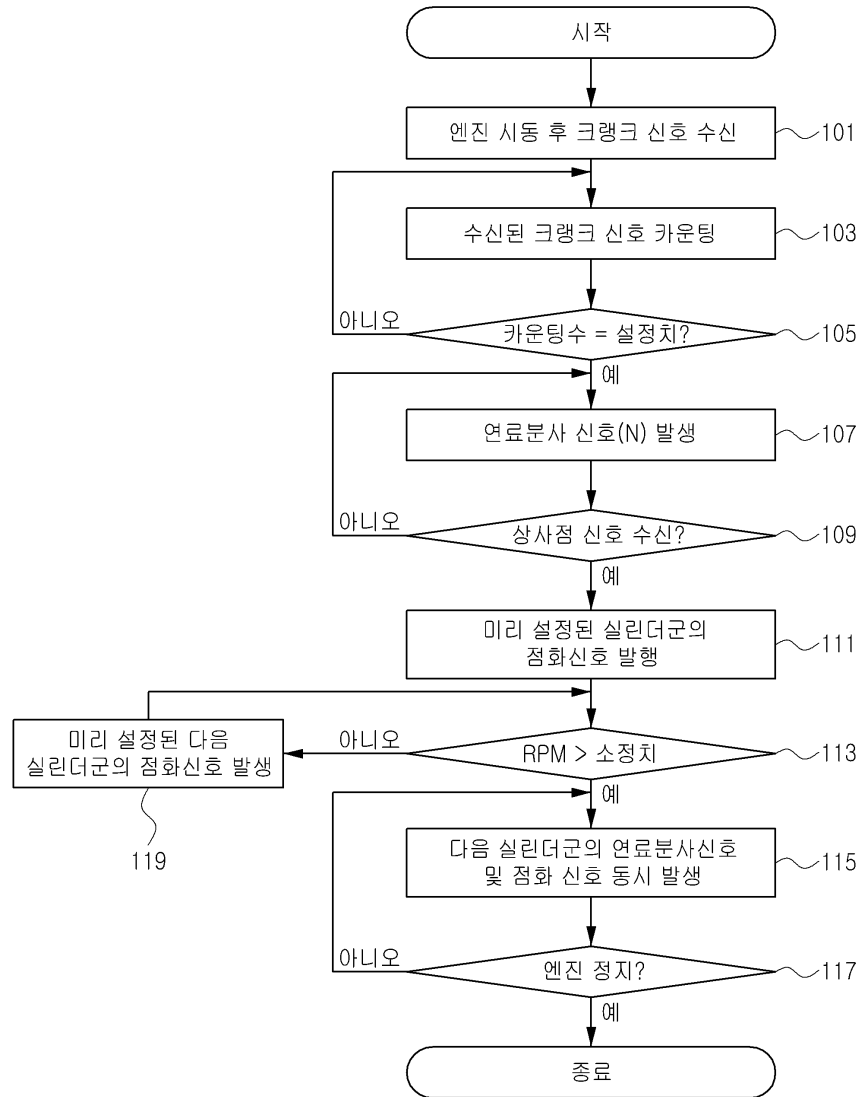 시작
엔진 시동 후 크랭크 신호 수신
101
수신된 크랭크 신호 카운팅
103
아니오
카운팅수 = 설정치?
105
예
연료분사 신호(N) 발생
107
아니오
상사점 신호 수신?
109
예
미리 설정된 실린더군의
점화신호 발행
111
미리 설정된 다음
실린더군의 점화신호 발생
119
아니오
RPM > 소정치
113
예
다음 실린더군의 연료분사신호
및 점화 신호 동시 발생
115
아니오
엔진 정지?
117
예
종료